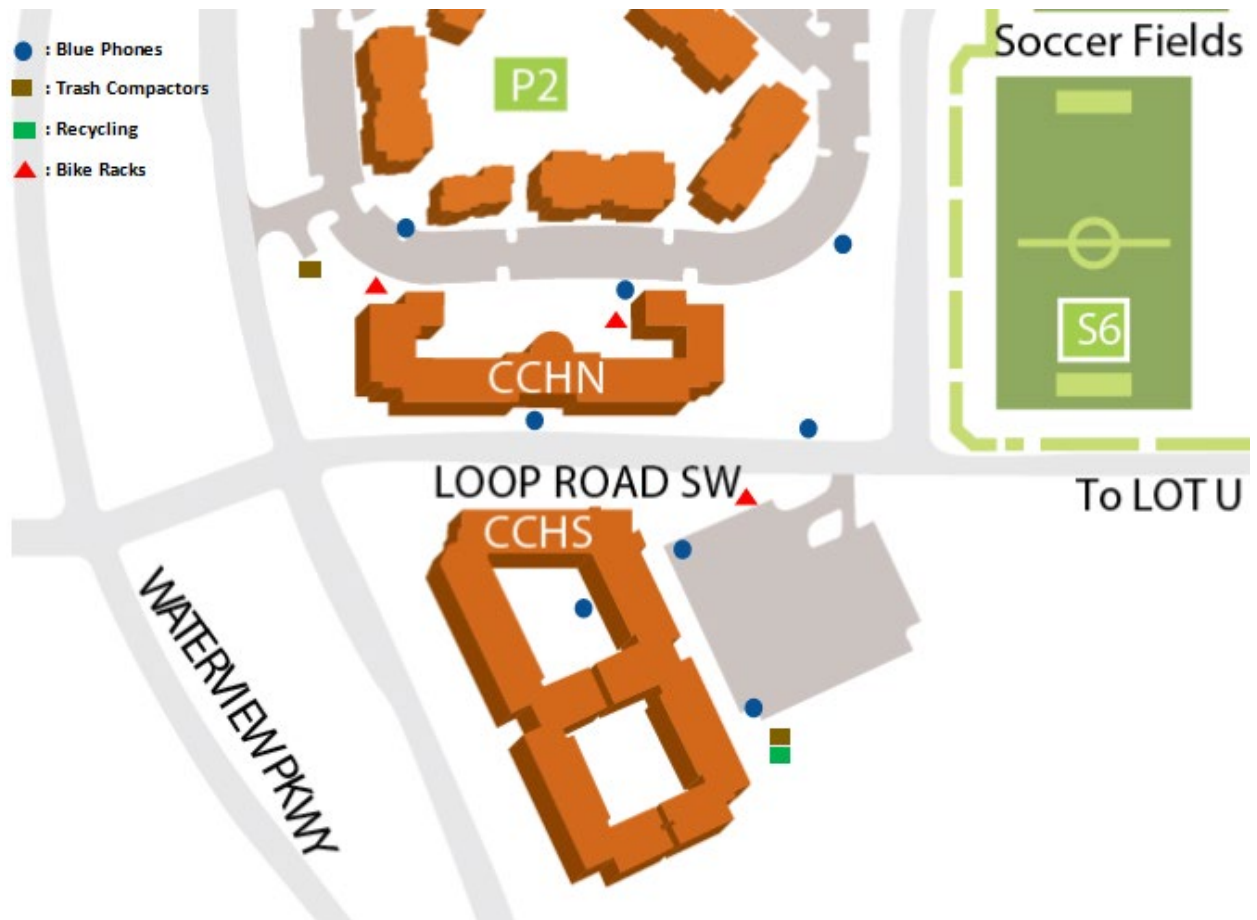 : Blue Phones
: Trash Compactors
: Recycling
: Bike Racks
P2
Soccer Fields
S6
CCHN
LOOP ROAD SW
To LOT U
CCHS
WATERVIEW PKWY